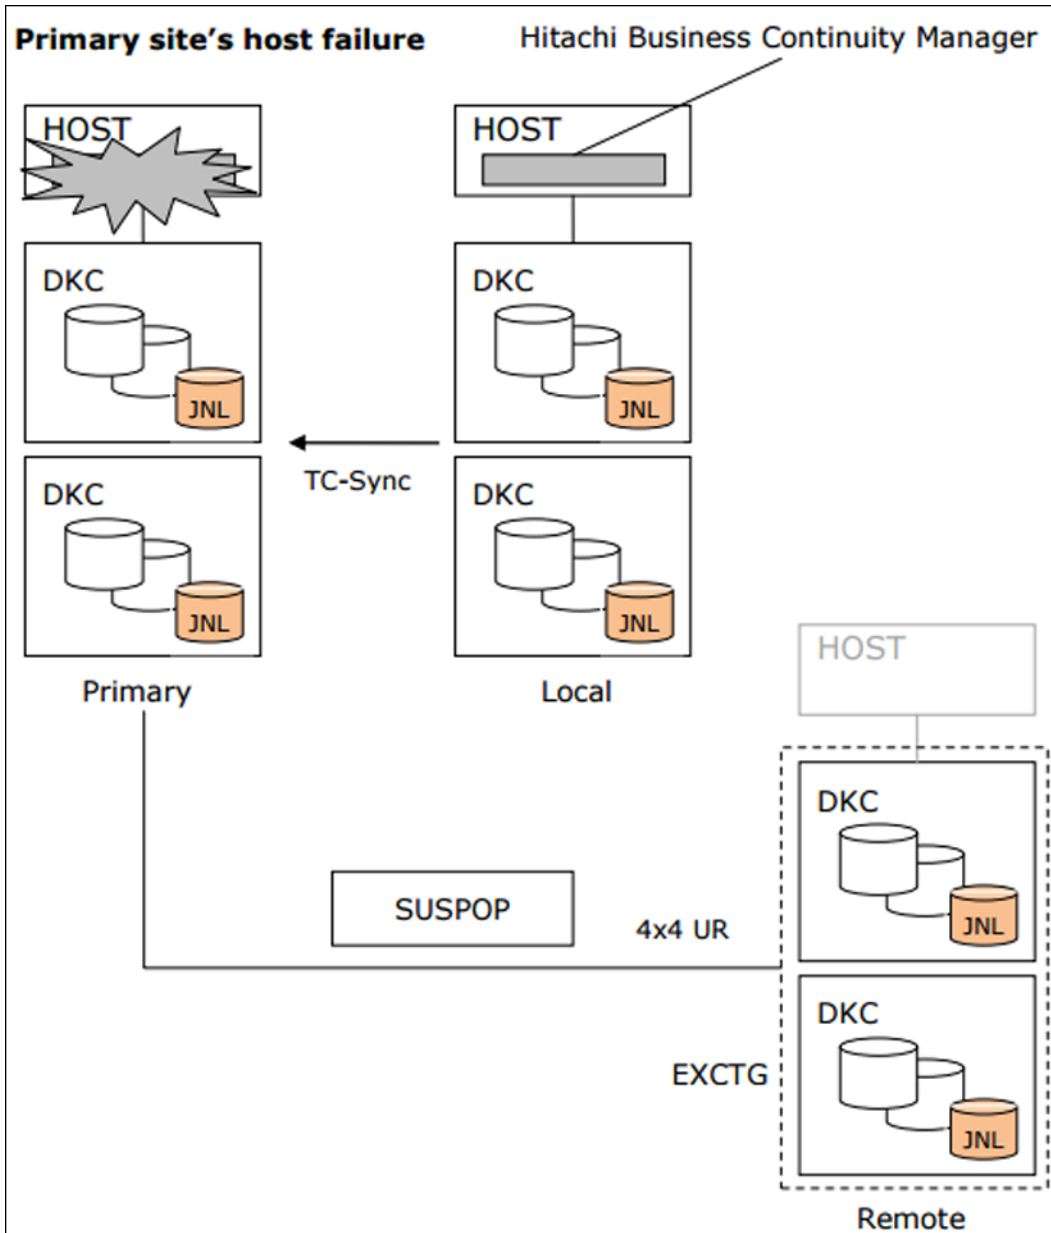 Primary site's host failure
Hitachi Business Continuity Manager
HOST
HOST
DKC
JNL
DKC
JNL
TC-Sync
DKC
JNL
DKC
JNL
Primary
Local
HOST
DKC
JNL
SUSPOP
4x4 UR
DKC
JNL
EXCTG
Remote